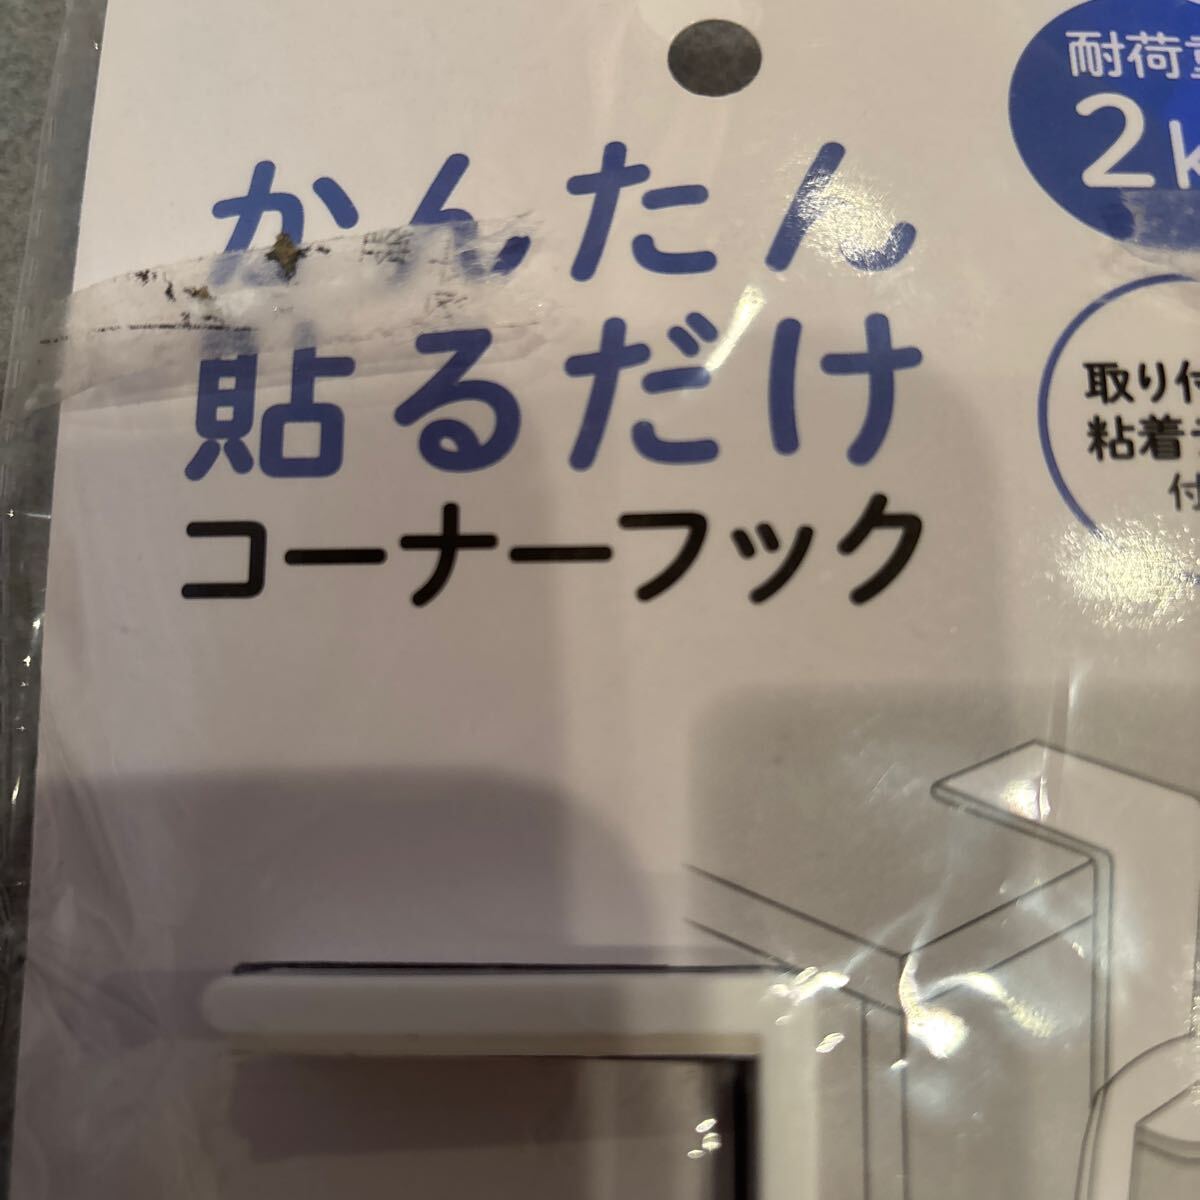 かんたん
貼るだけ
コーナーフック
耐荷重
2k
取り付
粘着テ
付